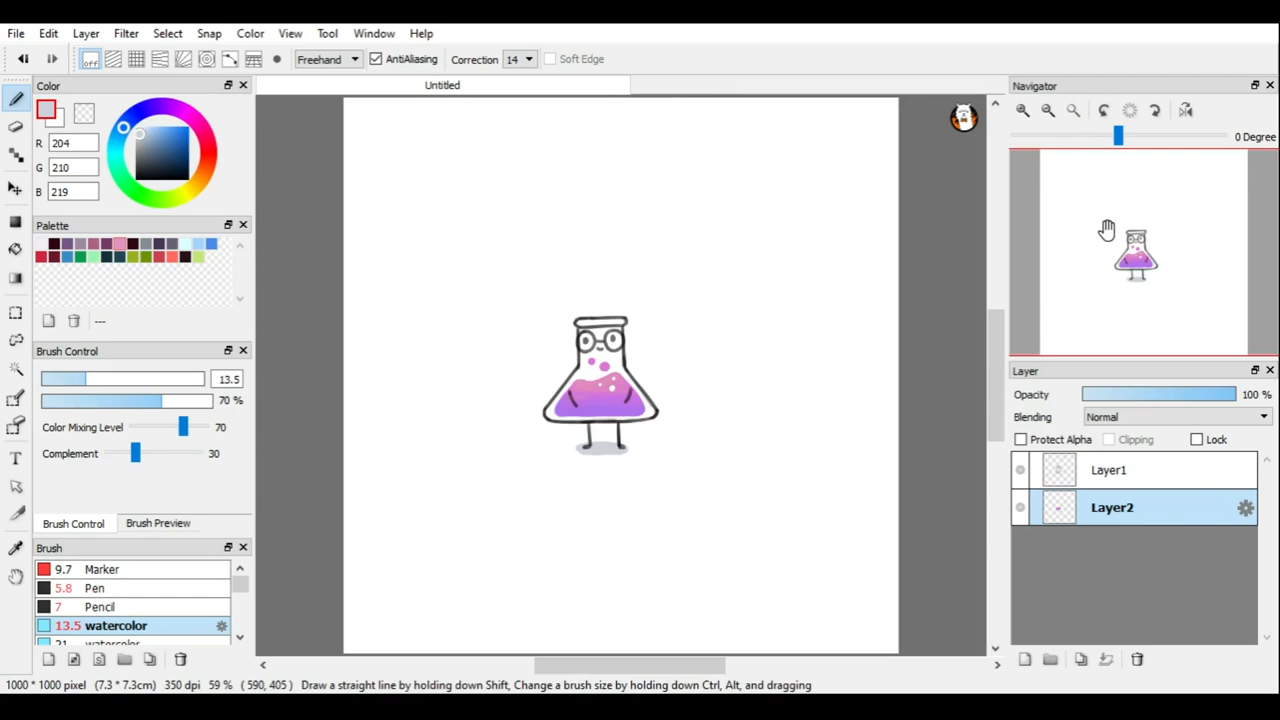 File Edit Layer Filter Select Snap Color View Tool Window Help
off Freehand AntiAliasing Correction 14 Soft Edge
Color
Untitled
Navigator
R 204
G 210
B 219
0 Degree
Palette
---
Brush Control
13.5
70 %
Color Mixing Level 70
Complement 30
Brush Control Brush Preview
Brush
9.7 Marker
5.8 Pen
7 Pencil
13.5 watercolor
21 watercolor
Layer
Opacity 100 %
Blending Normal
Protect Alpha Clipping Lock
Layer1
Layer2
1000 * 1000 pixel (7.3 * 7.3cm) 350 dpi 59 % ( 590, 405) Draw a straight line by holding down Shift, Change a brush size by holding down Ctrl, Alt, and dragging